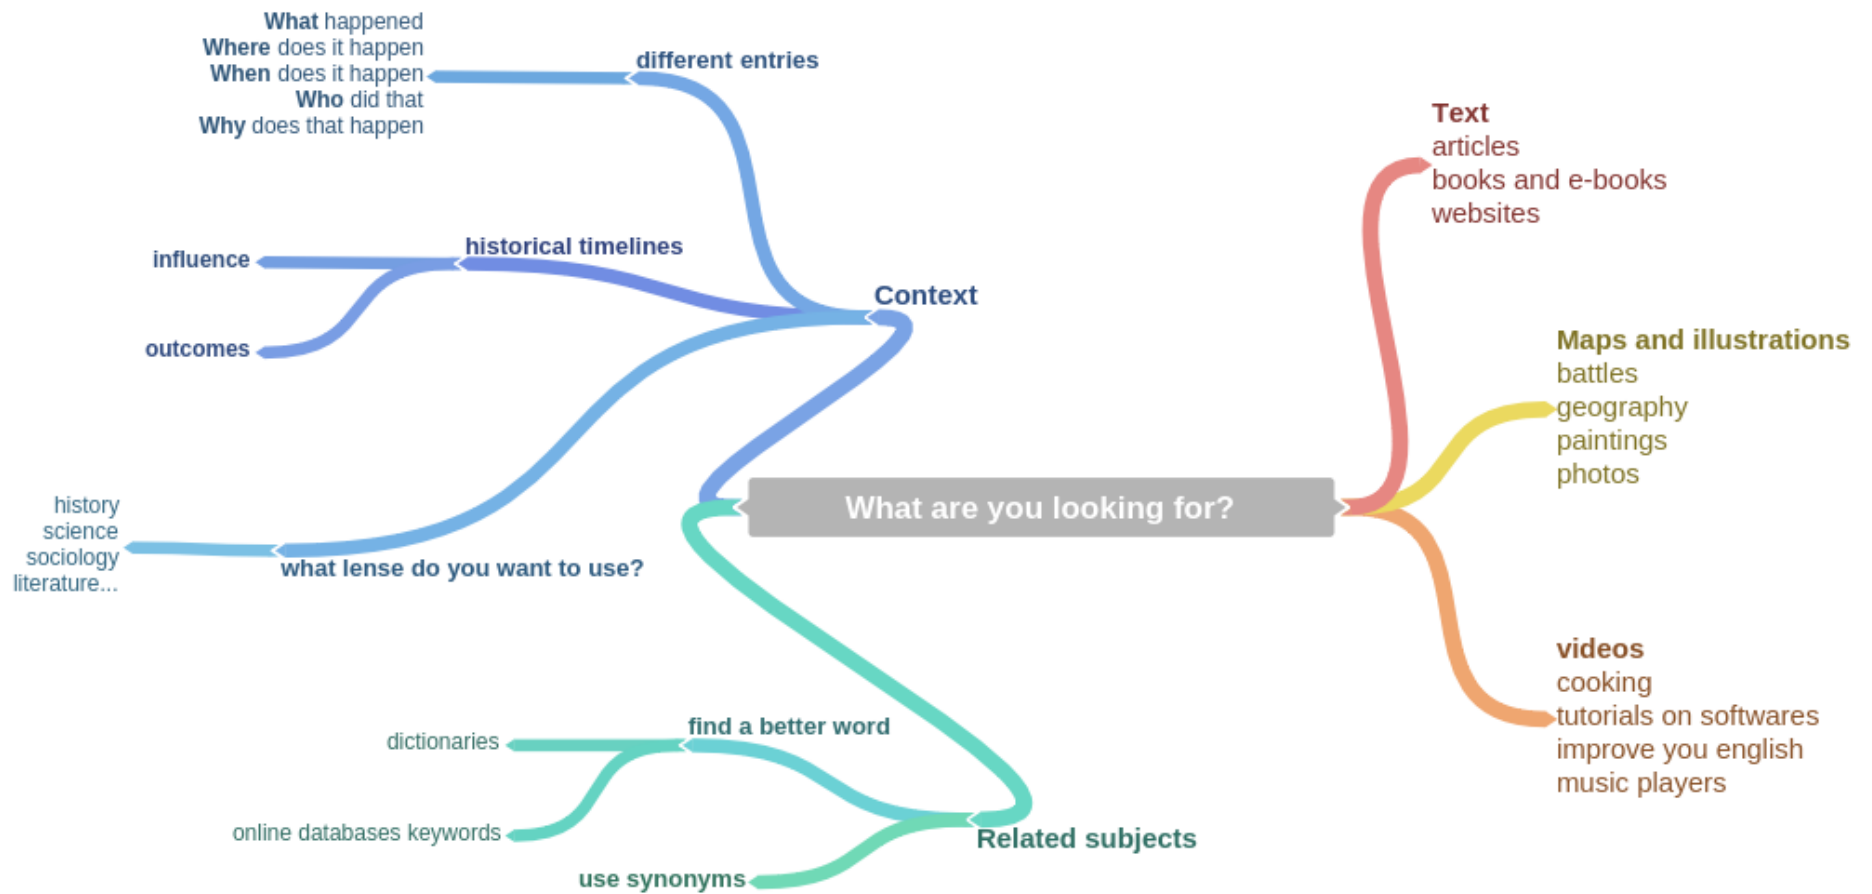 What happened
Where does it happen
When does it happen
Who did that
Why does that happen
different entries
historical timelines
influence
outcomes
Context
history
science
sociology
literature...
what lense do you want to use?
What are you looking for?
find a better word
dictionaries
online databases keywords
Related subjects
use synonyms
Text
articles
books and e-books
websites
Maps and illustrations
battles
geography
paintings
photos
videos
cooking
tutorials on softwares
improve you english
music players